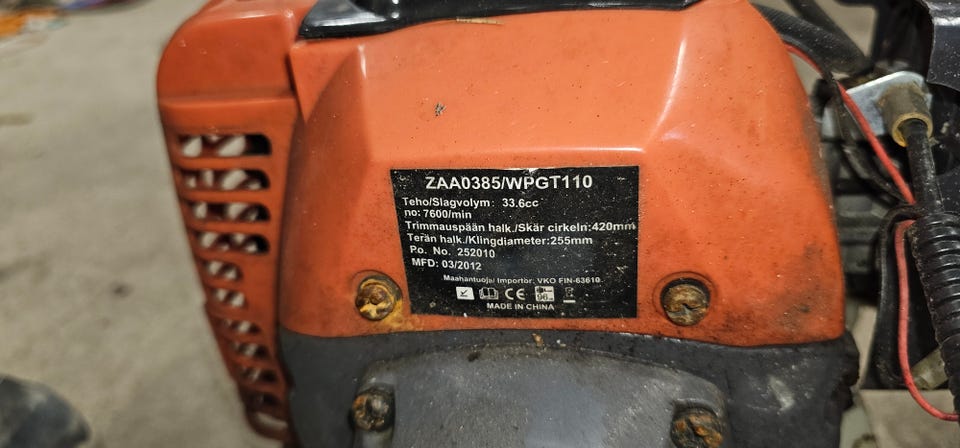 ZAA0385/WPGT110
Teho/Slagvolym: 33.6cc
no: 7600/min
Trimmauspään halk./Skär cirkeln:420mm
Terän halk./Klingdiameter:255mm
P.o. No. 252010
MFD: 03/2012
Maahantuoja/ Importör: VKO FIN-63610
CE
MADE IN CHINA